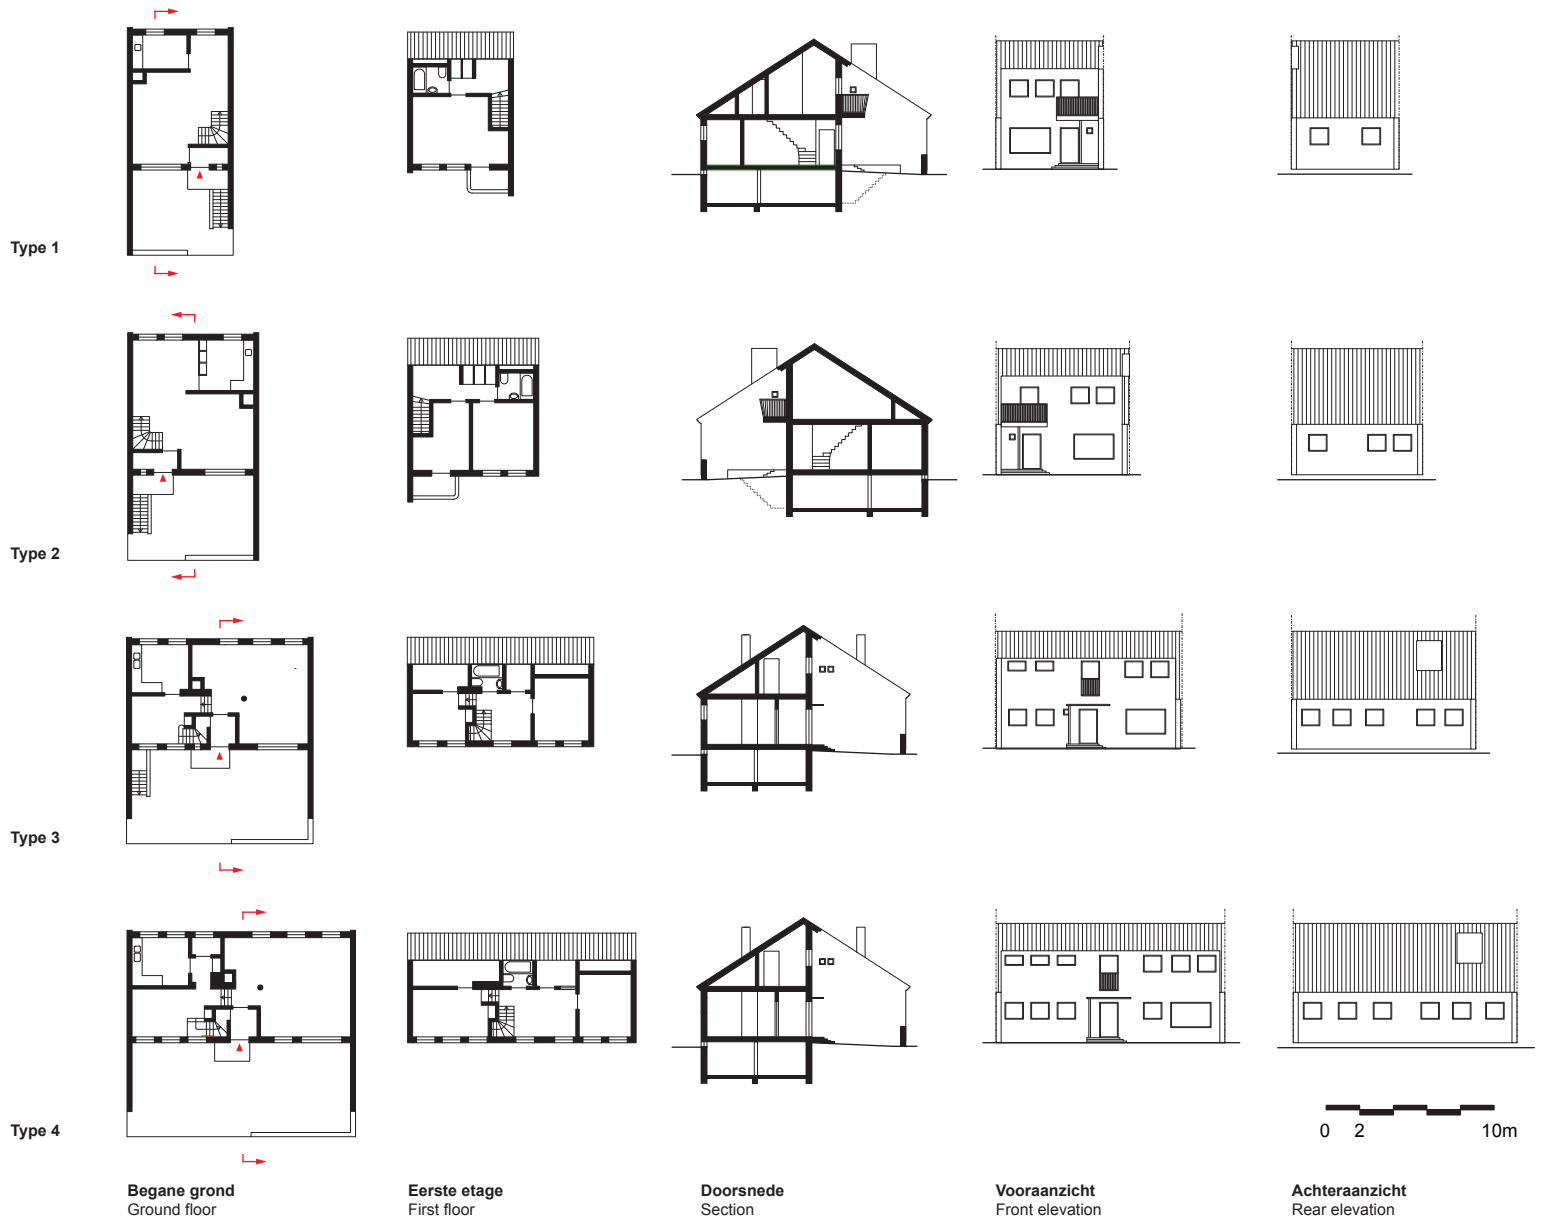 Type 1
Type 2
Type 3
Type 4
0 2 10m
Begane grond
Ground floor
Eerste etage
First floor
Doorsnede
Section
Vooraanzicht
Front elevation
Achteraanzicht
Rear elevation